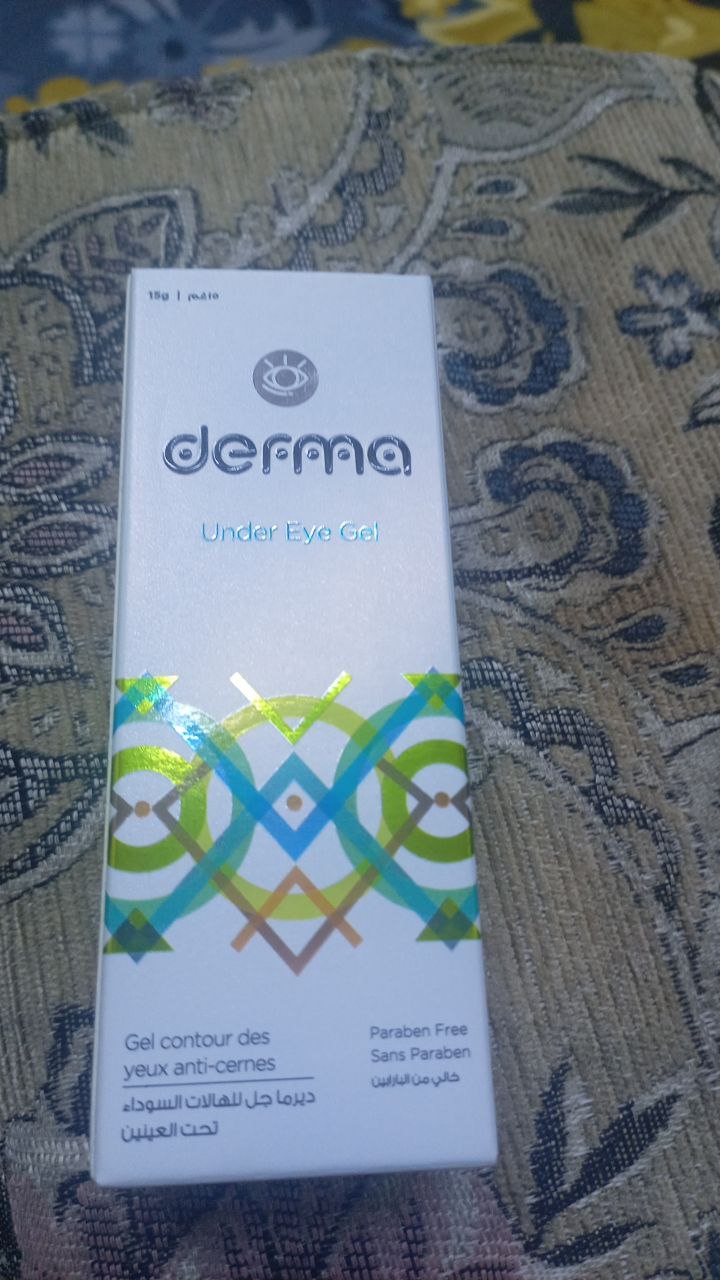 15g | ١٥غم
derma
Under Eye Gel
Gel contour des
yeux anti-cernes
ديرما جل للهالات السوداء
تحت العينين
Paraben Free
Sans Paraben
خالي من البارابين